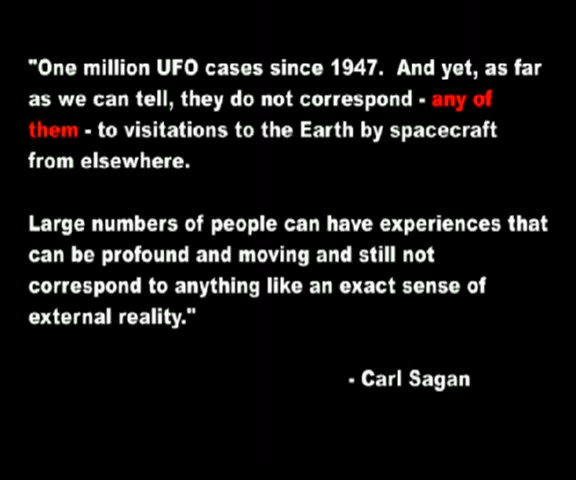 "One million UFO cases since 1947.  And yet, as far
as we can tell, they do not correspond - any of
them - to visitations to the Earth by spacecraft
from elsewhere.
Large numbers of people can have experiences that
can be profound and moving and still not
correspond to anything like an exact sense of
external reality."
- Carl Sagan